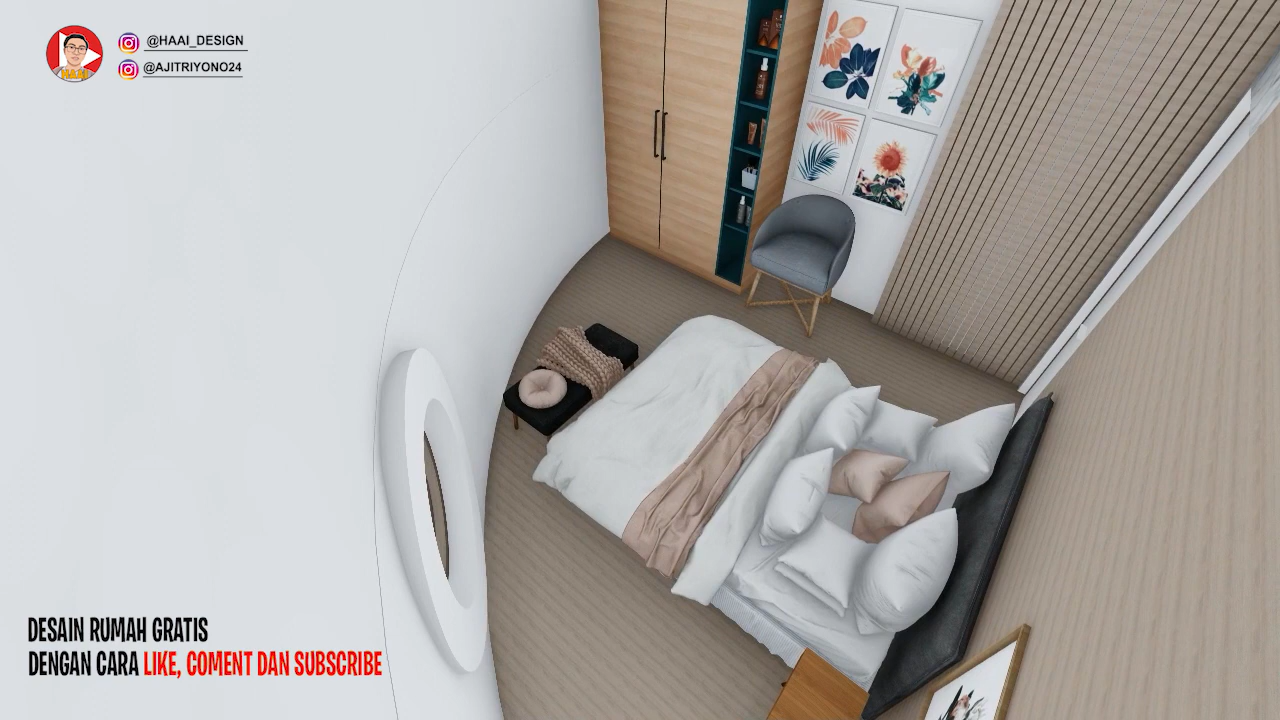 HAAI
@HAAI_DESIGN
@AJITRIYONO24
DESAIN RUMAH GRATIS
DENGAN CARA LIKE, COMENT DAN SUBSCRIBE